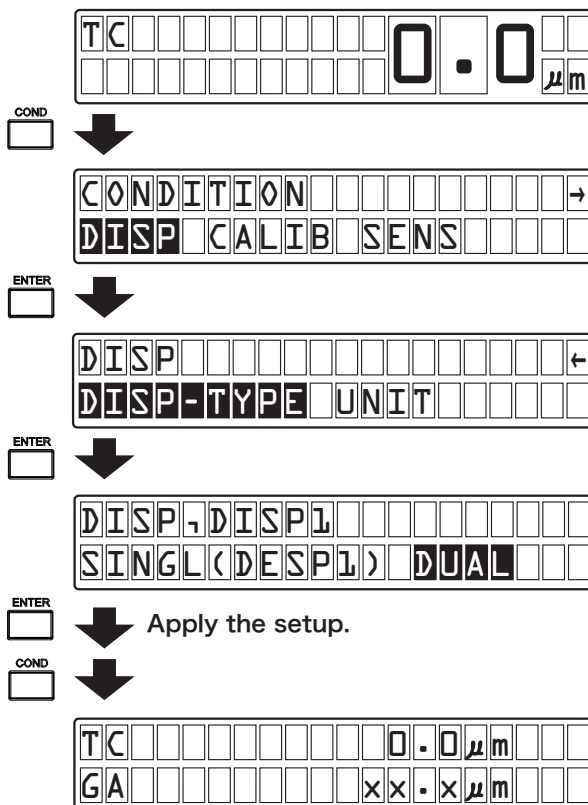 TC 0.0
μm
COND
CONDITION →
DISP CALIB SENS
ENTER
DISP ←
DISP-TYPE UNIT
ENTER
DISP,DISP1
SINGL(DESP1) DUAL
ENTER
Apply the setup.
COND
TC 0.0μm
GA xx.xμm